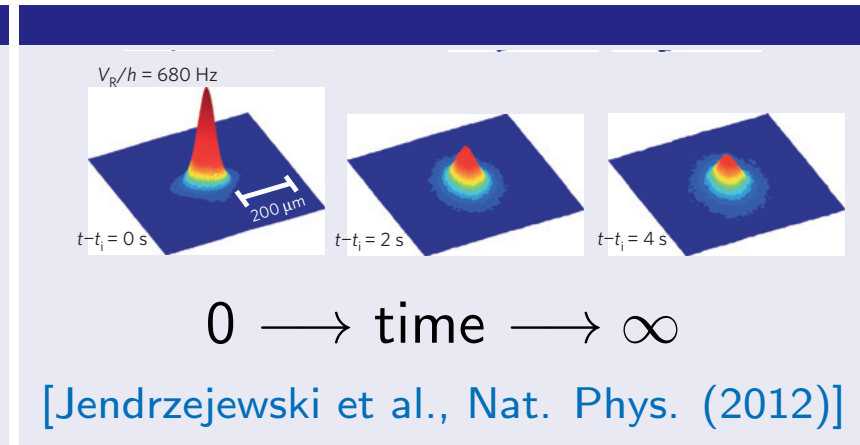 V_R/h = 680 Hz
200 μm
t−t_i = 0 s
t−t_i = 2 s
t−t_i = 4 s
0 ⟶ time ⟶ ∞
[Jendrzejewski et al., Nat. Phys. (2012)]